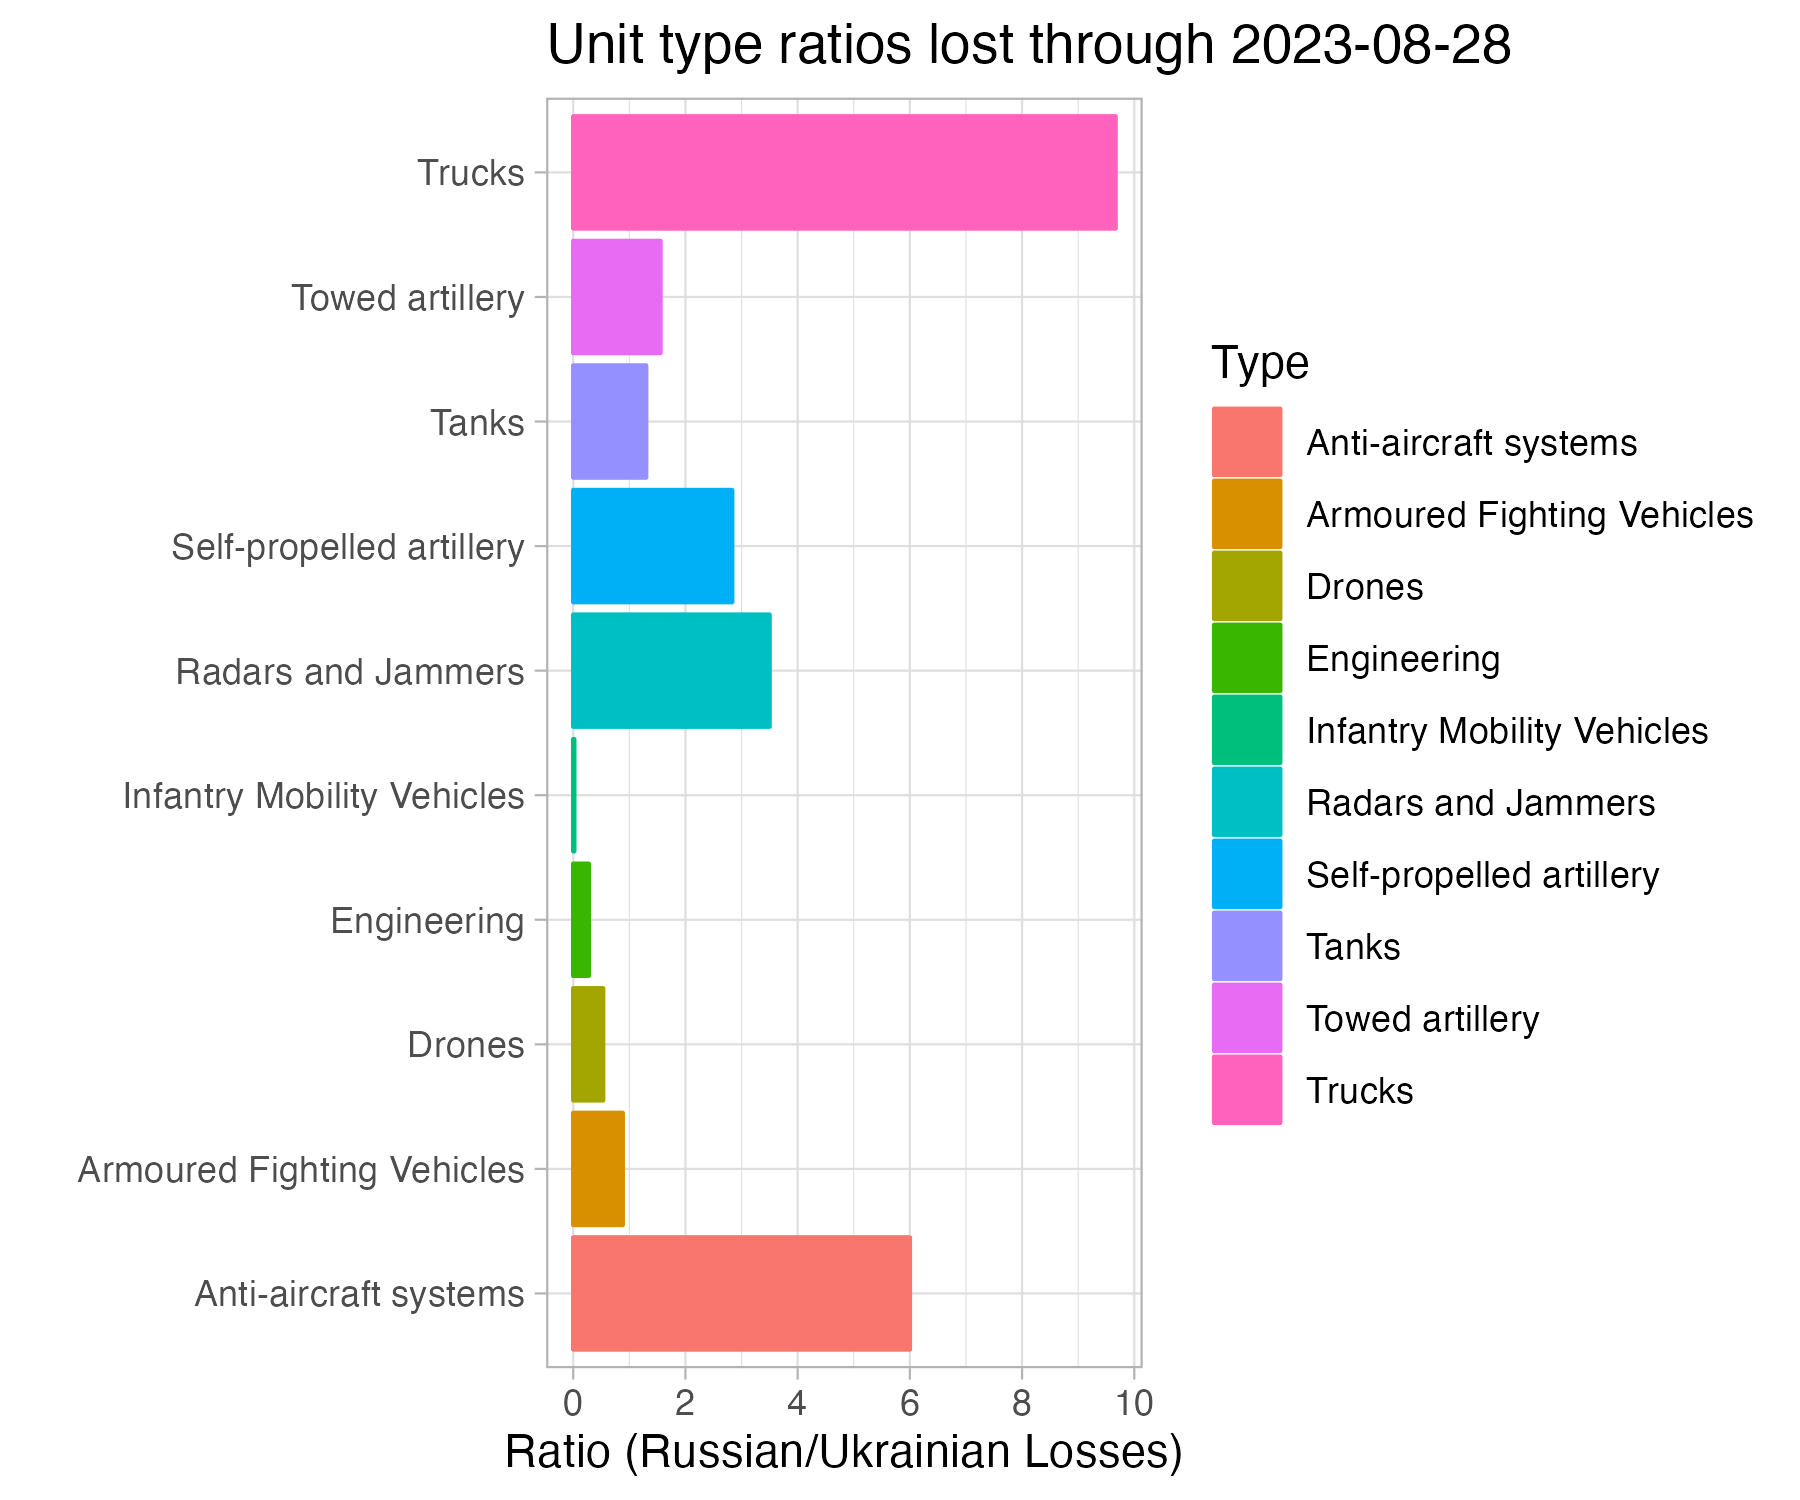 Unit type ratios lost through 2023-08-28
Trucks
Towed artillery
Tanks
Self-propelled artillery
Radars and Jammers
Infantry Mobility Vehicles
Engineering
Drones
Armoured Fighting Vehicles
Anti-aircraft systems
0 2 4 6 8 10
Ratio (Russian/Ukrainian Losses)
Type
Anti-aircraft systems
Armoured Fighting Vehicles
Drones
Engineering
Infantry Mobility Vehicles
Radars and Jammers
Self-propelled artillery
Tanks
Towed artillery
Trucks